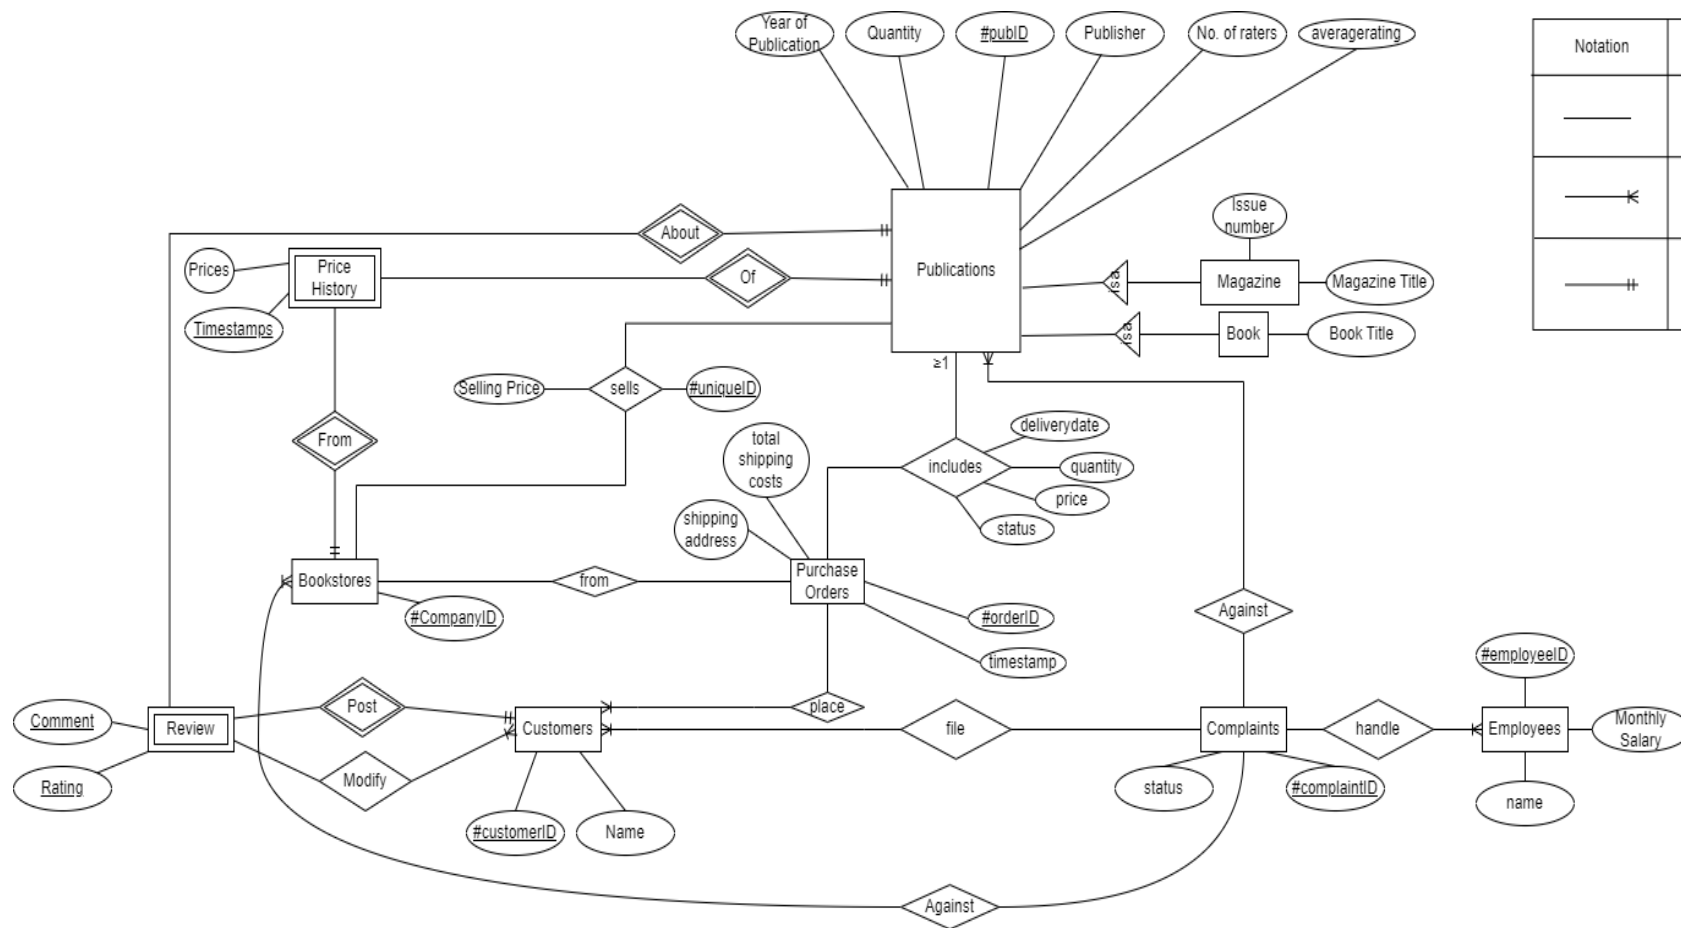 Year of
Publication
Quantity
#pubID
Publisher
No. of raters
averagerating
Notation
About
Prices
Price
History
Timestamps
Of
Publications
Issue
number
isa
Magazine
Magazine Title
isa
Book
Book Title
≥1
Selling Price
sells
#uniqueID
From
total
shipping
costs
deliverydate
includes
quantity
price
status
shipping
address
Bookstores
from
Purchase
Orders
#CompanyID
#orderID
timestamp
Against
#employeeID
Comment
Review
Post
Customers
place
file
Complaints
handle
Employees
Monthly
Salary
Rating
Modify
status
#complaintID
name
#customerID
Name
Against